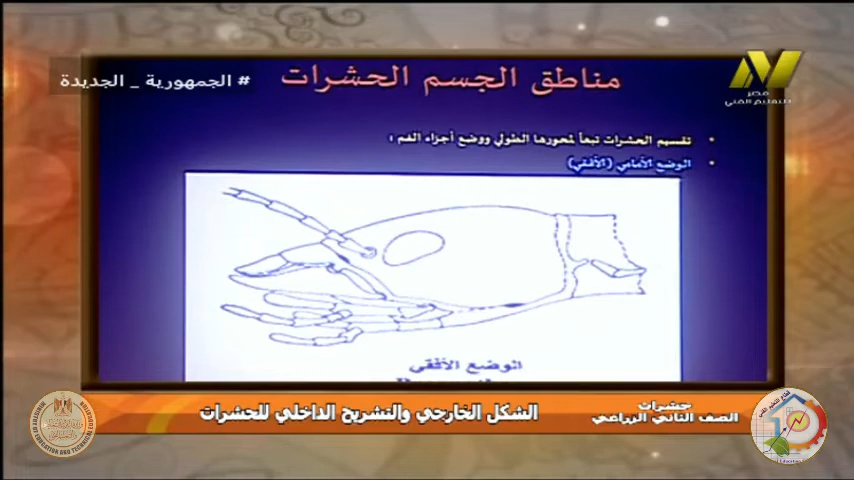 مناطق الجسم الحشرات
# الجمهورية _ الجديدة
مصر
للتعليم الفني
• تقسيم الحشرات تبعاً لمحورها الطولي ووضع أجزاء الفم :
• الوضع الأمامي (الأفقي)
الوضع الأفقي
حشرات
الصف الثاني الزراعي
الشكل الخارجي والتشريح الداخلي للحشرات